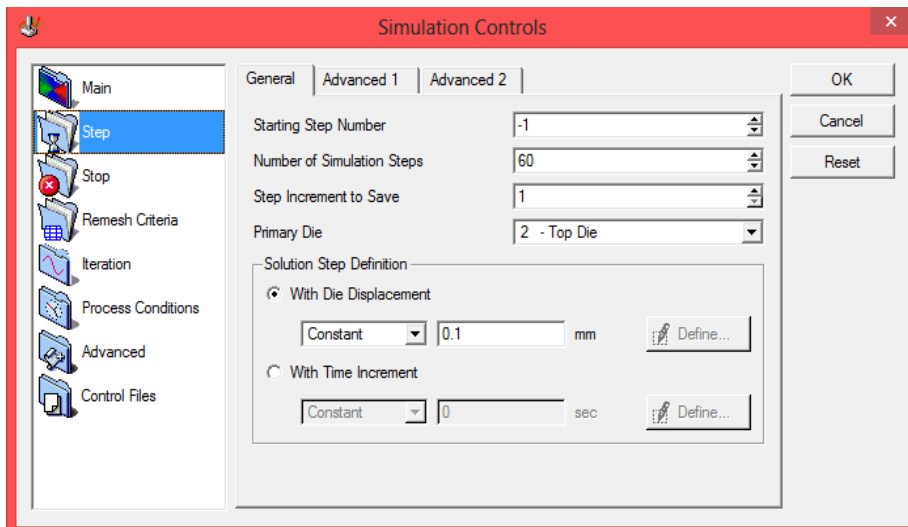 Simulation Controls
Main
Step
Stop
Remesh Criteria
Iteration
Process Conditions
Advanced
Control Files
General Advanced 1 Advanced 2
Starting Step Number -1
Number of Simulation Steps 60
Step Increment to Save 1
Primary Die 2 - Top Die
Solution Step Definition
With Die Displacement
Constant 0.1 mm Define...
With Time Increment
Constant 0 sec Define...
OK
Cancel
Reset